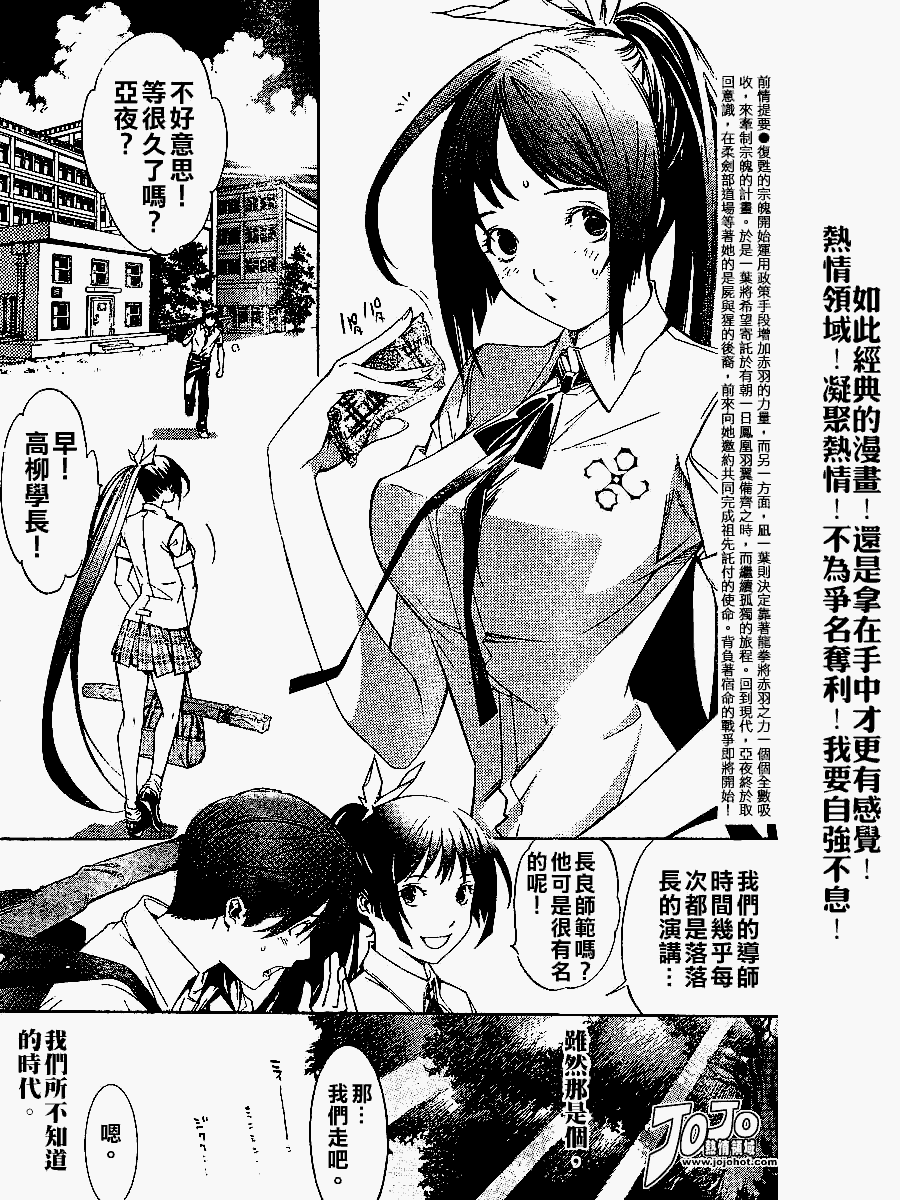 如此經典的漫畫！還是拿在手中才更有感覺！
熱情領域！凝聚熱情！不為爭名奪利！我要自強不息！
前情提要●復甦的宗魄開始運用政策手段增加赤羽的力量，而另一方面，凪一葉則決定靠著龍拳將赤羽之力一個個全數吸
收，來牽制宗魄的計畫。於是一葉將希望寄託於有朝一日鳳凰羽翼備齊之時，而繼續孤獨的旅程。回到現代，亞夜終於取
回意識，在柔劍部道場等著她的是屍與猩的後裔，前來向她邀約共同完成祖先託付的使命。背負著宿命的戰爭即將開始！
不好意思！
等很久了嗎？
亞夜？
早！
高柳學長！
我們的導師
時間幾乎每
次都是落落
長的演講…
長良師範嗎？
他可是很有名
的呢！
雖然那是個。
那…
我們走吧。
嗯。
我們所不知道
的時代。
JOJO
熱情領域
www.jojohot.com